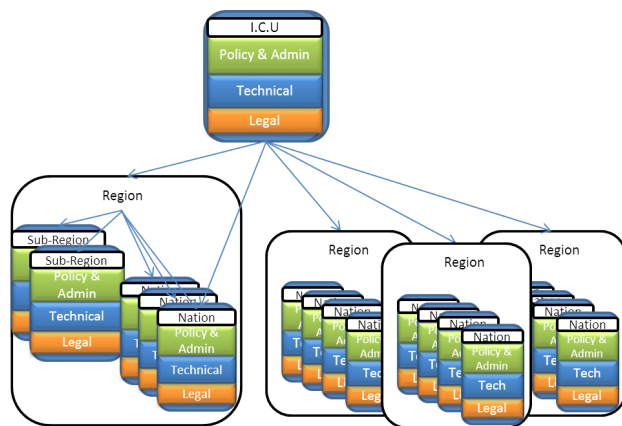 I.C.U
Policy & Admin
Technical
Legal
Region
Sub-Region
Sub-Region
Policy &
Admin
Technical
Legal
Nation
Policy &
Admin
Technical
Legal
Region
Nation
Tech
Region
Nation
Policy &
Admin
Tech
Legal
Region
Nation
Policy &
Admin
Tech
Legal